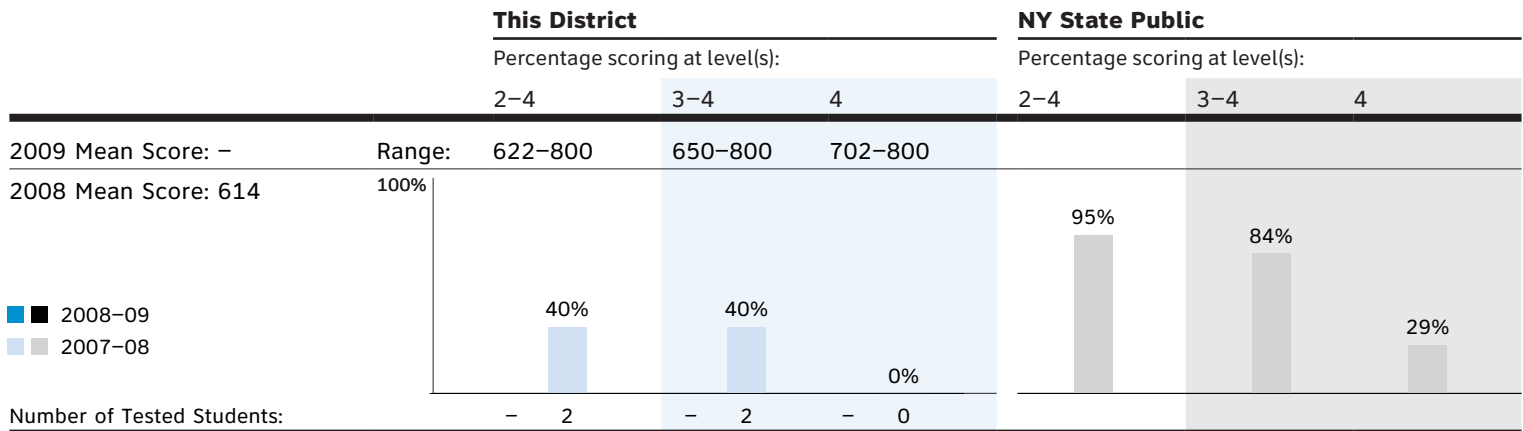 This District NY State Public
Percentage scoring at level(s): Percentage scoring at level(s):
2–4 3–4 4 2–4 3–4 4
2009 Mean Score: – Range: 622–800 650–800 702–800
2008 Mean Score: 614 100%
95%
84%
40% 40% 29%
0%
2008–09
2007–08
Number of Tested Students: – 2 – 2 – 0